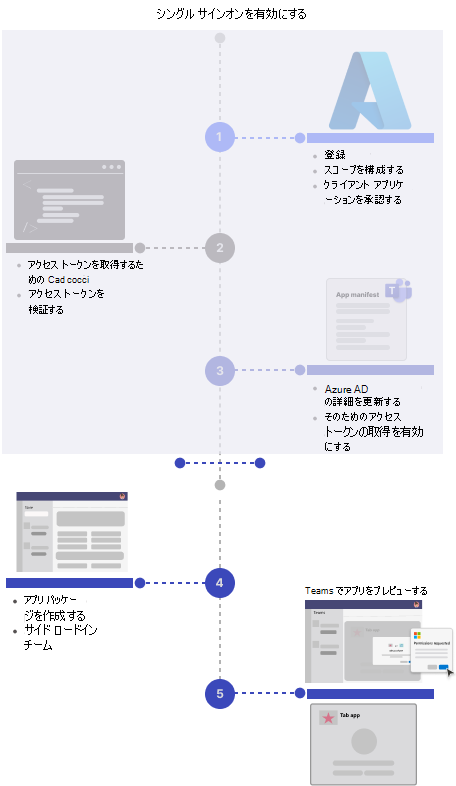 シングル サインオンを有効にする
1
登録
スコープを構成する
クライアント アプリケ
ーションを承認する
</>
2
アクセス トークンを取得するた
めの Cad cocci
アクセス トークンを
検証する
App manifest
T
3
Azure AD
の詳細を更新する
そのためのアクセス
トークンの取得を有効
にする
4
アプリ パッケー
ジを作成する
サイド ロードイン
チーム
Teams でアプリをプレビューする
Teams
Permissions requested
5
Tab app